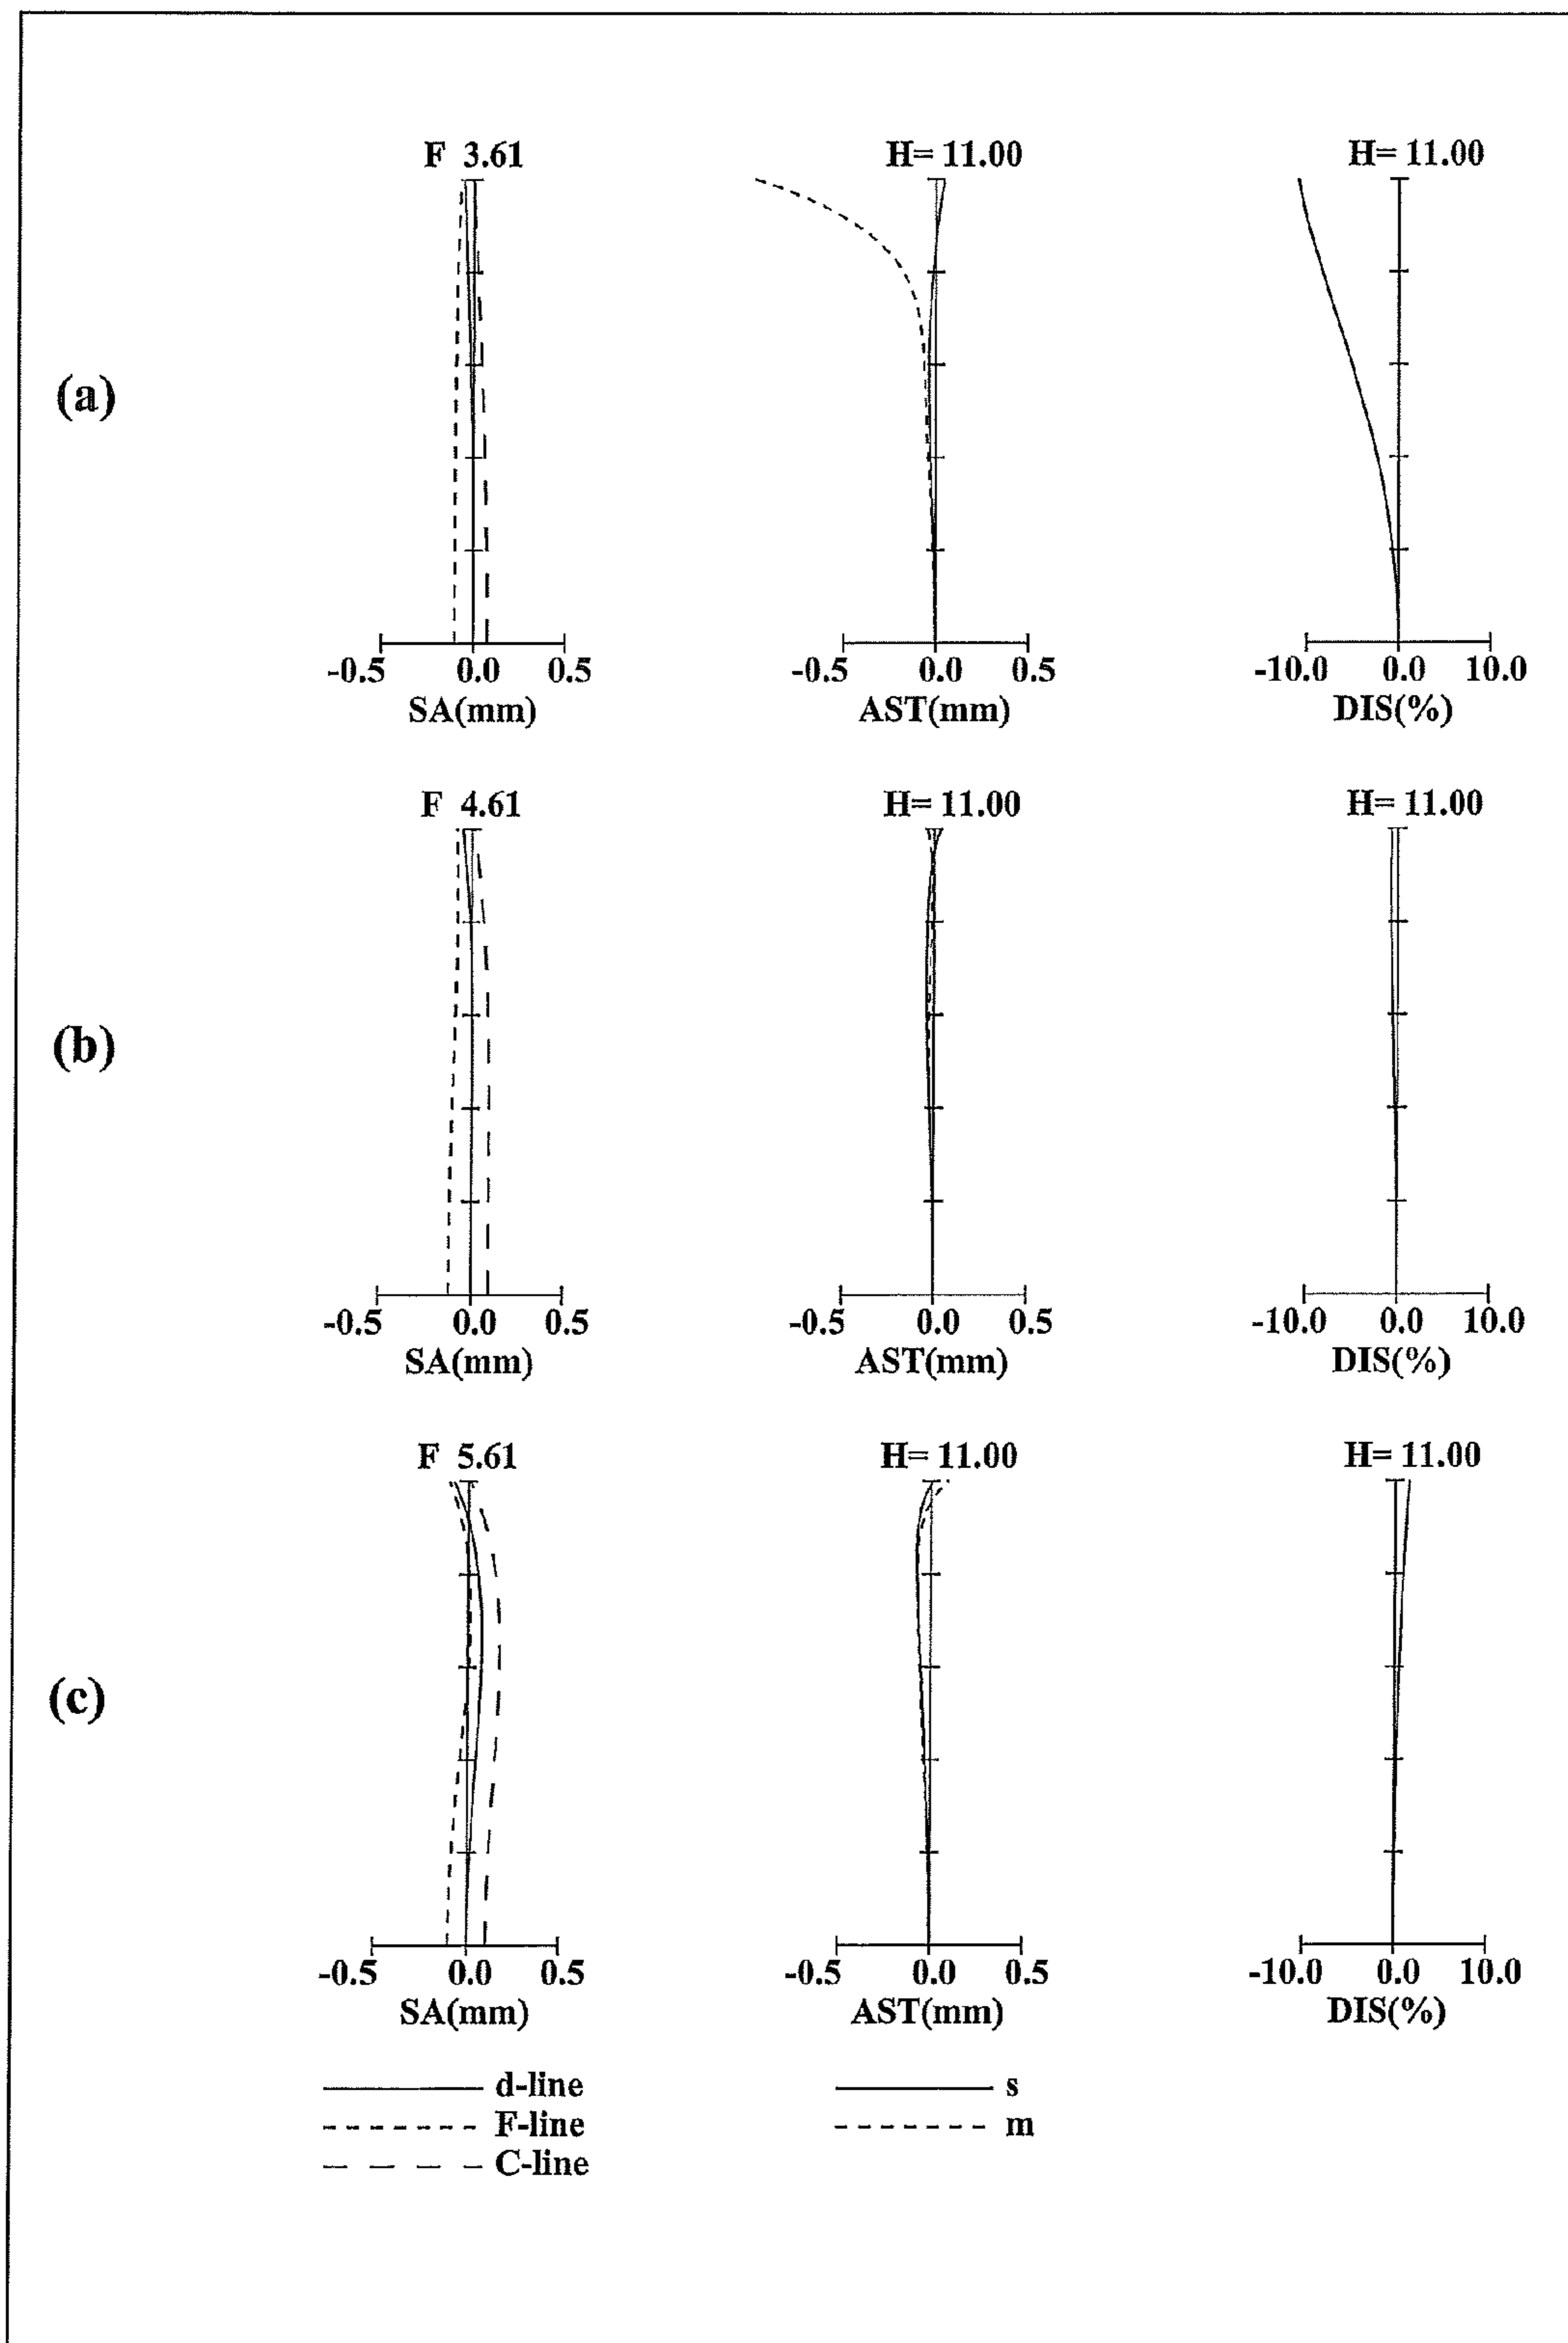 F 3.61 H= 11.00 H= 11.00
(a)
-0.5 0.0 0.5 -0.5 0.0 0.5 -10.0 0.0 10.0
SA(mm) AST(mm) DIS(%)
F 4.61 H= 11.00 H= 11.00
(b)
-0.5 0.0 0.5 -0.5 0.0 0.5 -10.0 0.0 10.0
SA(mm) AST(mm) DIS(%)
F 5.61 H= 11.00 H= 11.00
(c)
-0.5 0.0 0.5 -0.5 0.0 0.5 -10.0 0.0 10.0
SA(mm) AST(mm) DIS(%)
d-line s
F-line m
C-line